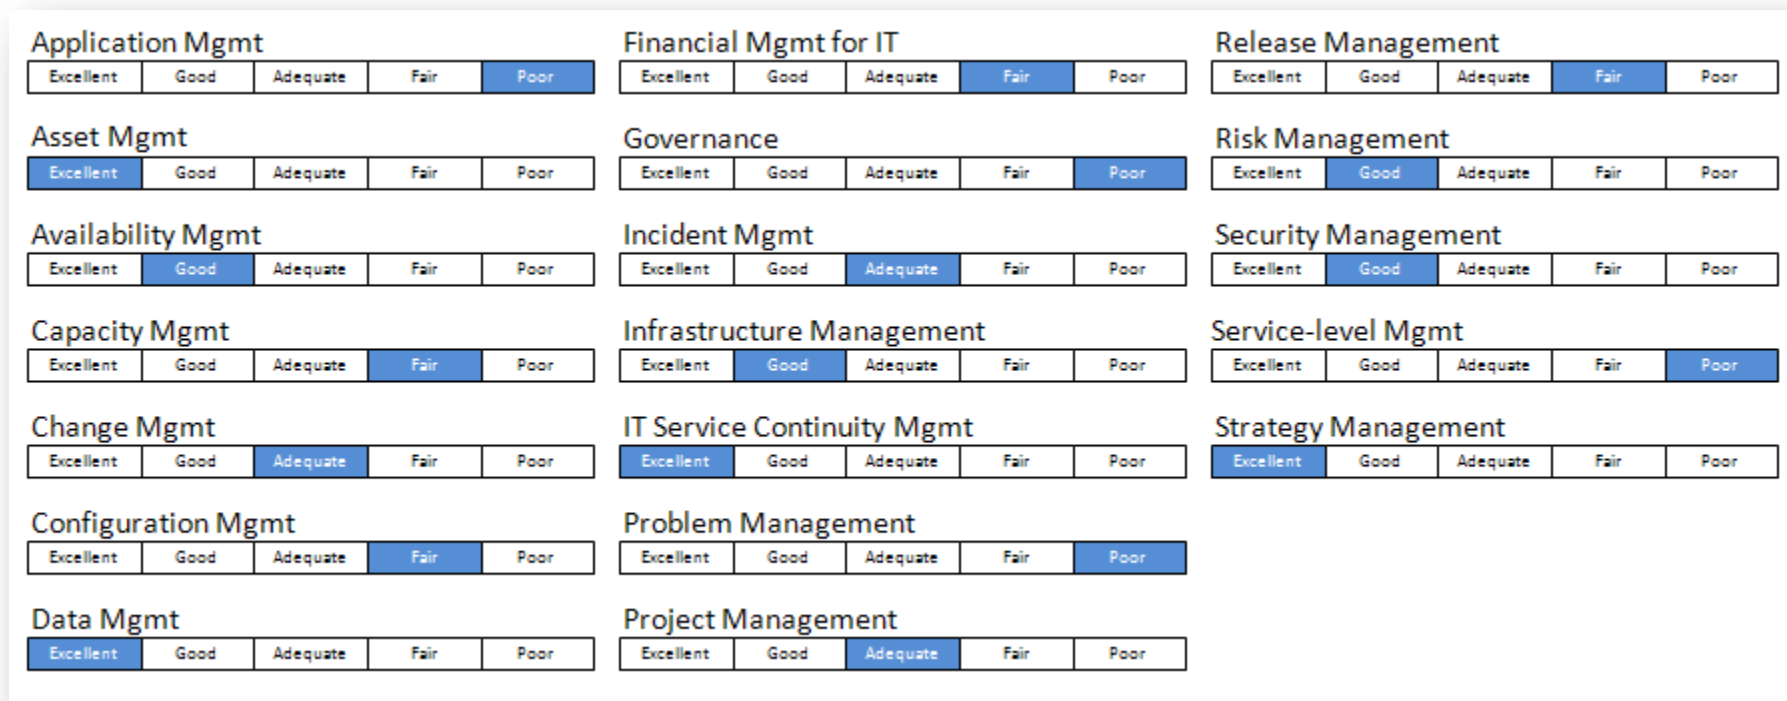 Application Mgmt
Excellent Good Adequate Fair Poor
Asset Mgmt
Excellent Good Adequate Fair Poor
Availability Mgmt
Excellent Good Adequate Fair Poor
Capacity Mgmt
Excellent Good Adequate Fair Poor
Change Mgmt
Excellent Good Adequate Fair Poor
Configuration Mgmt
Excellent Good Adequate Fair Poor
Data Mgmt
Excellent Good Adequate Fair Poor
Financial Mgmt for IT
Excellent Good Adequate Fair Poor
Governance
Excellent Good Adequate Fair Poor
Incident Mgmt
Excellent Good Adequate Fair Poor
Infrastructure Management
Excellent Good Adequate Fair Poor
IT Service Continuity Mgmt
Excellent Good Adequate Fair Poor
Problem Management
Excellent Good Adequate Fair Poor
Project Management
Excellent Good Adequate Fair Poor
Release Management
Excellent Good Adequate Fair Poor
Risk Management
Excellent Good Adequate Fair Poor
Security Management
Excellent Good Adequate Fair Poor
Service-level Mgmt
Excellent Good Adequate Fair Poor
Strategy Management
Excellent Good Adequate Fair Poor